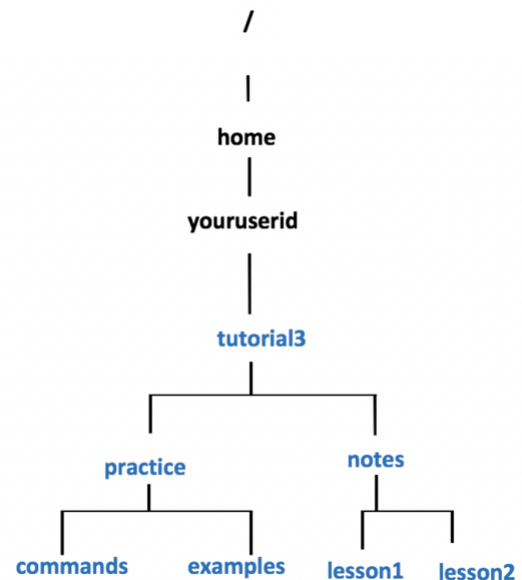 /
home
youruserid
tutorial3
practice notes
commands examples lesson1 lesson2